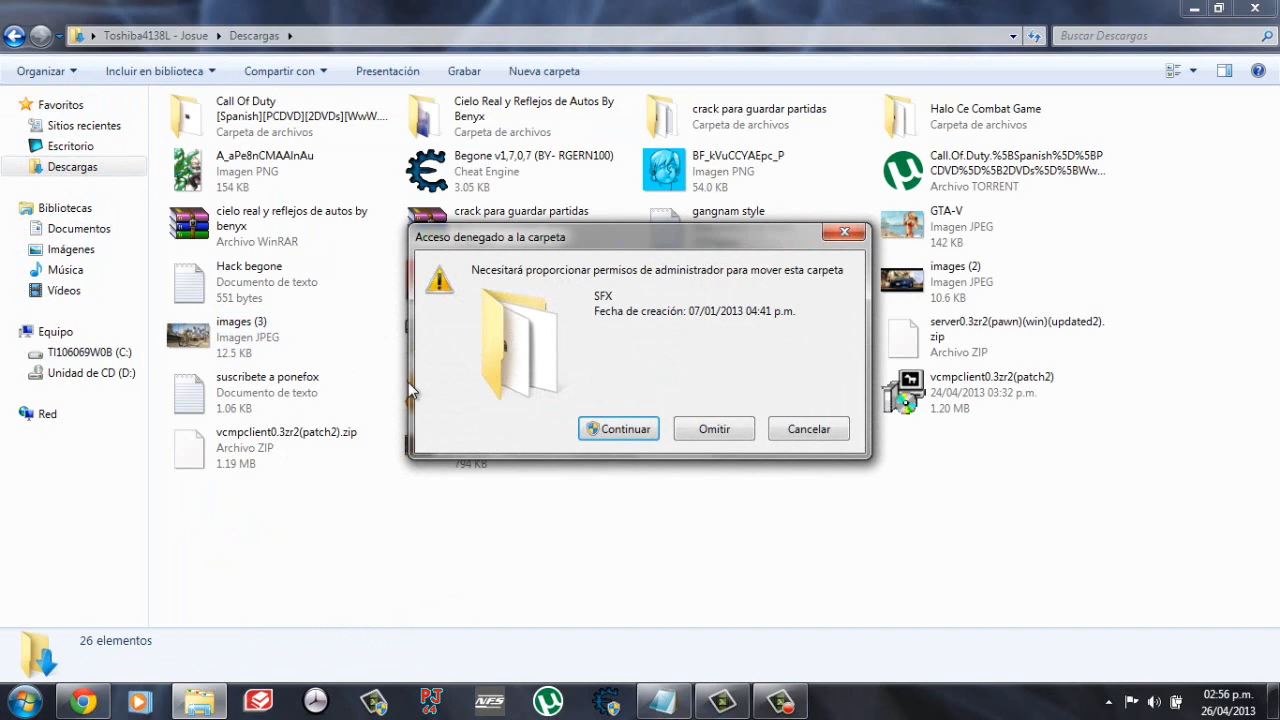 Toshiba4138L - Josue
Descargas
Buscar Descargas
Organizar
Incluir en biblioteca
Compartir con
Presentación
Grabar
Nueva carpeta
Favoritos
Sitios recientes
Escritorio
Descargas
Bibliotecas
Documentos
Imágenes
Música
Vídeos
Equipo
TI106069W0B (C:)
Unidad de CD (D:)
Red
Call Of Duty
[Spanish][PCDVD][2DVDs][WwW....
Carpeta de archivos
Cielo Real y Reflejos de Autos By
Benyx
Carpeta de archivos
crack para guardar partidas
Carpeta de archivos
Halo Ce Combat Game
Carpeta de archivos
A_aPe8nCMAAlnAu
Imagen PNG
154 KB
Begone v1,7,0,7 (BY- RGERN100)
Cheat Engine
3.05 KB
BF_kVuCCYAEpc_P
Imagen PNG
54.0 KB
Call.Of.Duty.%5BSpanish%5D%5BP
CDVD%5D%5B2DVDs%5D%5BWw...
Archivo TORRENT
cielo real y reflejos de autos by
benyx
Archivo WinRAR
crack para guardar partidas
gangnam style
GTA-V
Imagen JPEG
142 KB
Hack begone
Documento de texto
551 bytes
images (2)
Imagen JPEG
10.6 KB
images (3)
Imagen JPEG
12.5 KB
server0.3zr2(pawn)(win)(updated2).
zip
Archivo ZIP
suscribete a ponefox
Documento de texto
1.06 KB
vcmpclient0.3zr2(patch2)
24/04/2013 03:32 p.m.
1.20 MB
vcmpclient0.3zr2(patch2).zip
Archivo ZIP
1.19 MB
794 KB
Acceso denegado a la carpeta
Necesitará proporcionar permisos de administrador para mover esta carpeta
SFX
Fecha de creación: 07/01/2013 04:41 p.m.
Continuar
Omitir
Cancelar
26 elementos
PJ
64
NFS
02:56 p.m.
26/04/2013